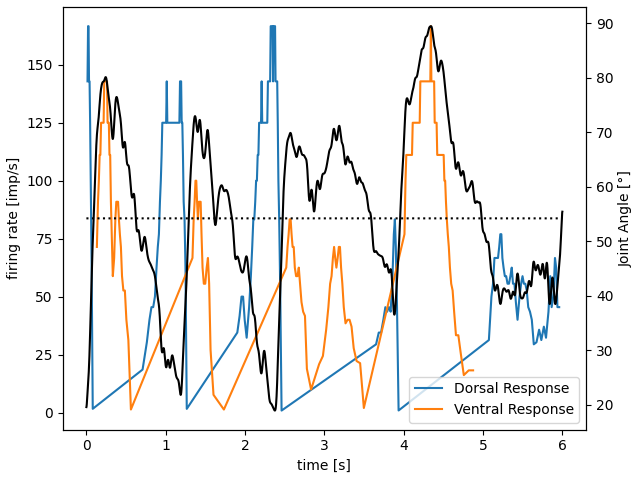 firing rate [imp/s]
0
25
50
75
100
125
150
20
30
40
50
60
70
80
90
Joint Angle [°]
Dorsal Response
Ventral Response
0 1 2 3 4 5 6
time [s]